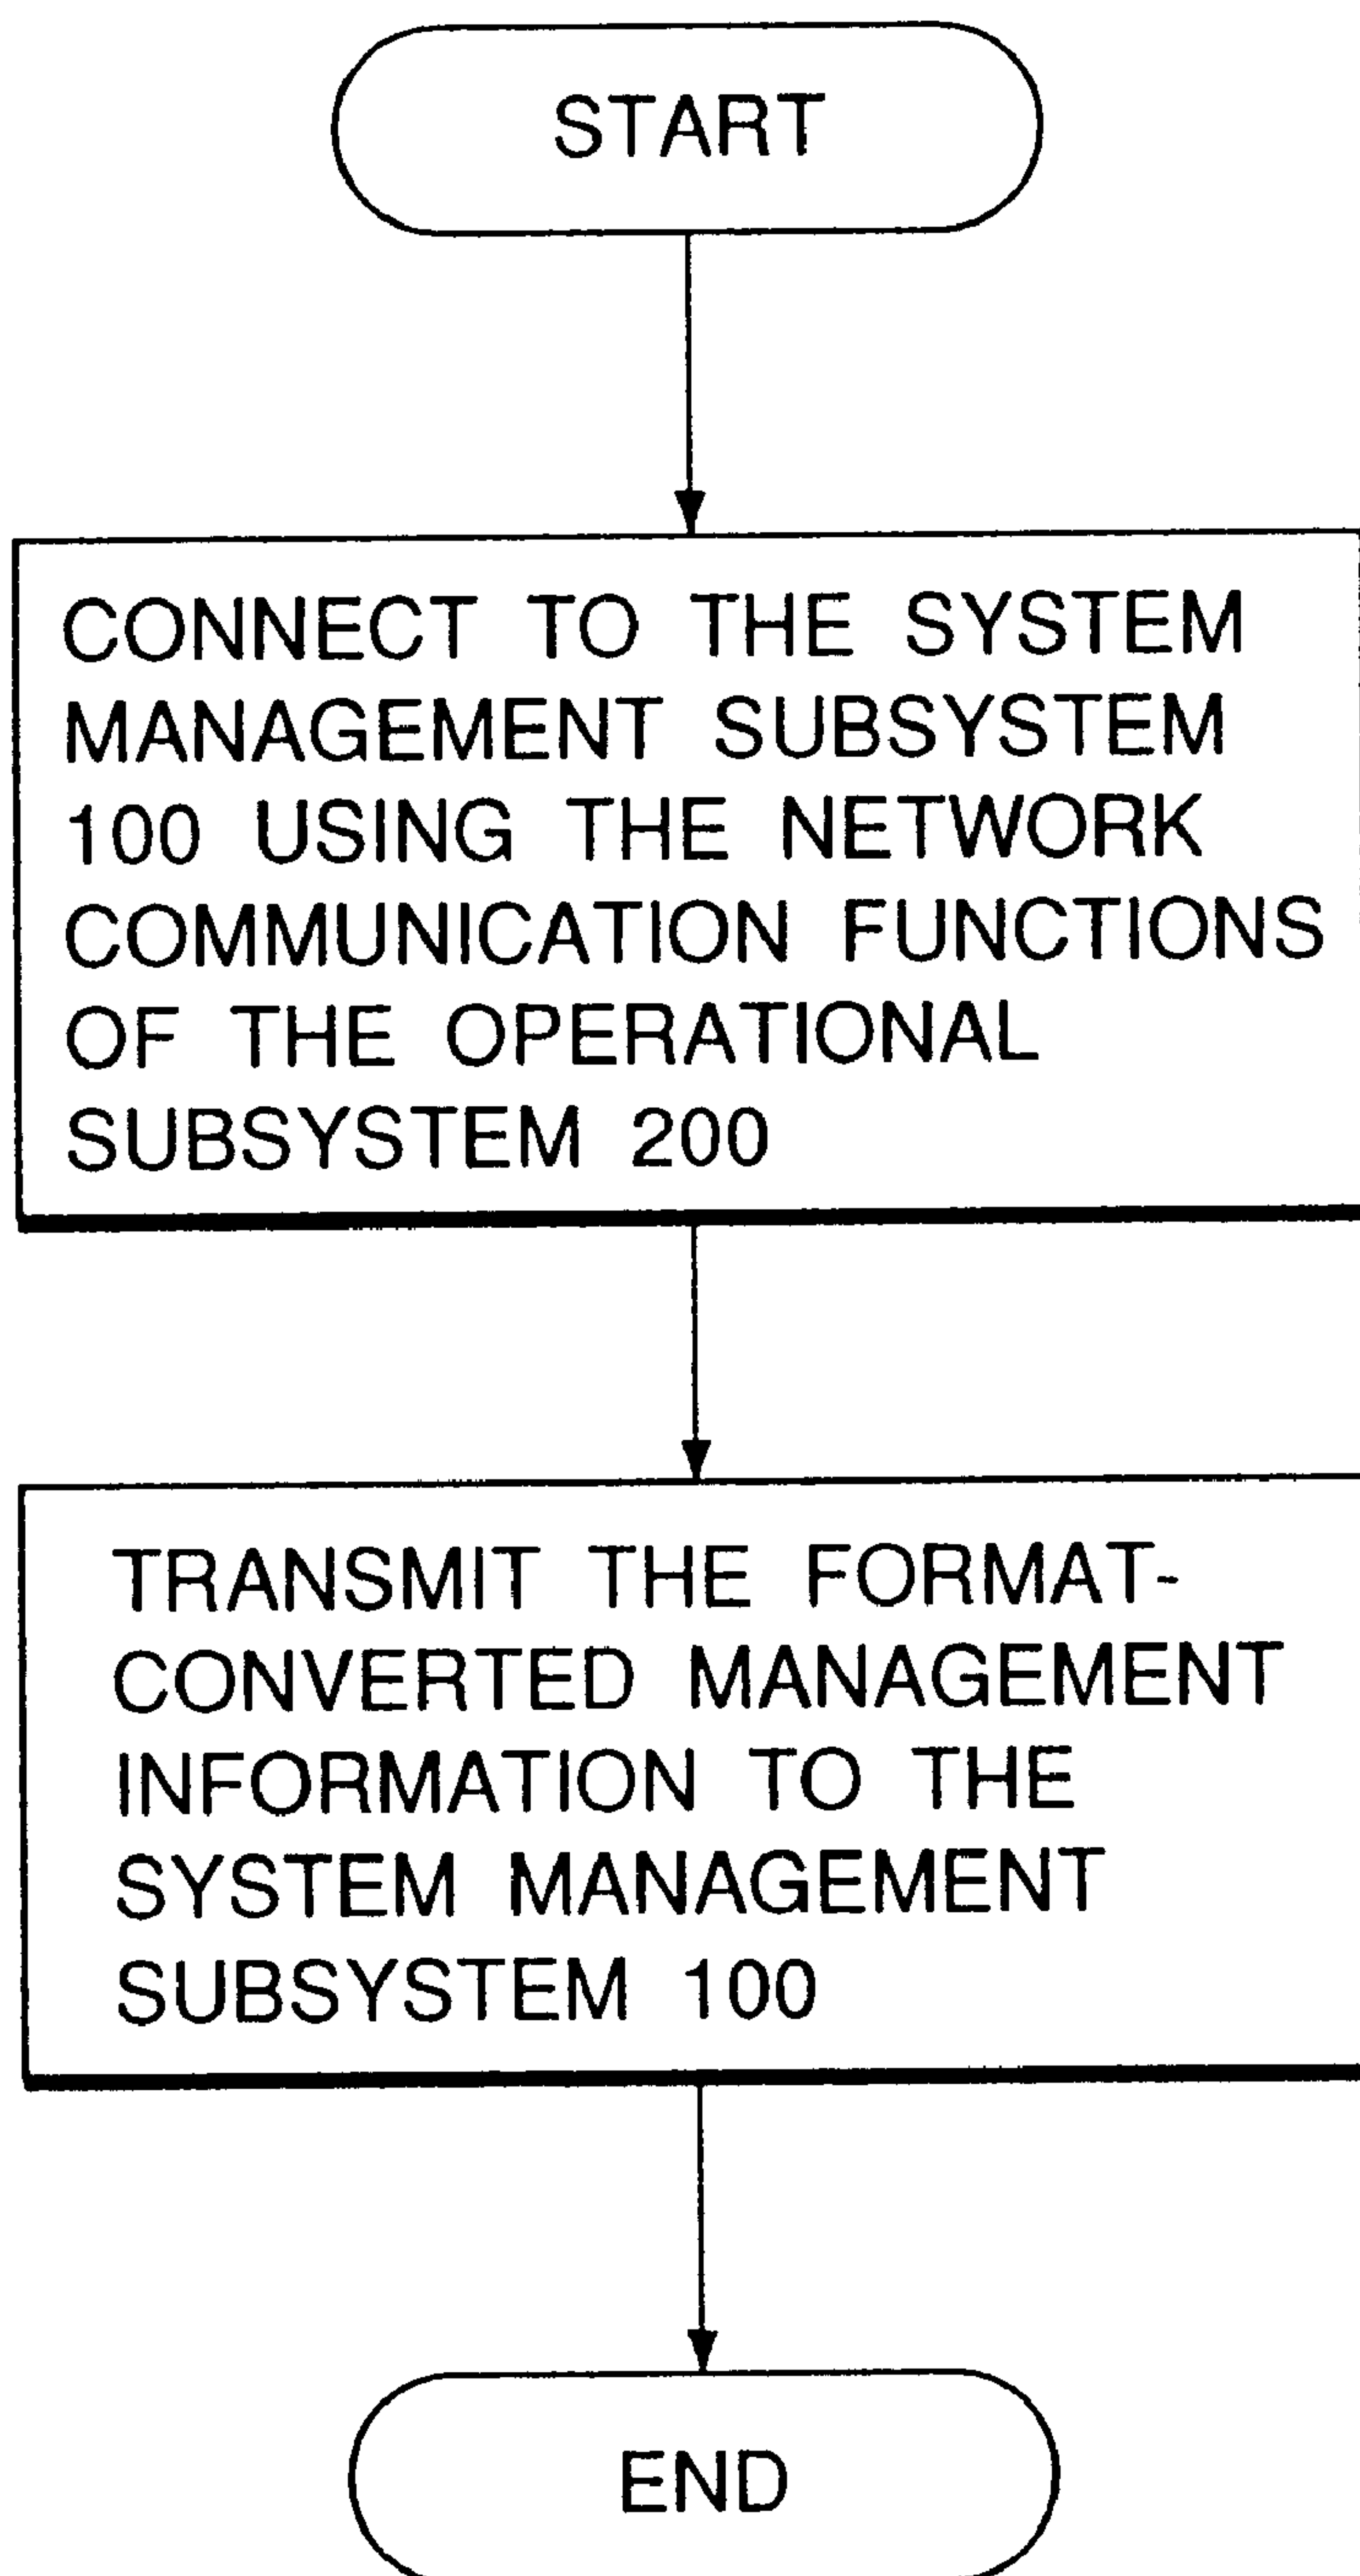 START
CONNECT TO THE SYSTEM
MANAGEMENT SUBSYSTEM
100 USING THE NETWORK
COMMUNICATION FUNCTIONS
OF THE OPERATIONAL
SUBSYSTEM 200
TRANSMIT THE FORMAT-
CONVERTED MANAGEMENT
INFORMATION TO THE
SYSTEM MANAGEMENT
SUBSYSTEM 100
END